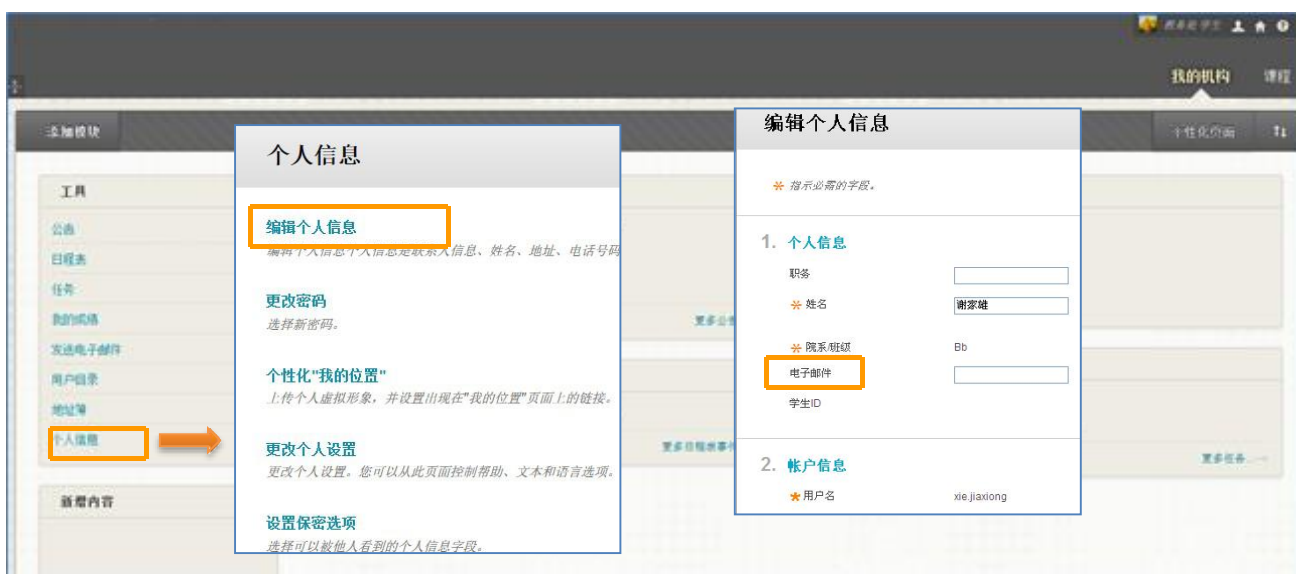 我的机构
课程
添加模块
个性化页面
工具
公告
日程表
任务
我的成绩
发送电子邮件
用户目录
地址簿
个人信息
新增内容
更多公告
更多日程表事件
更多任务...→
个人信息
编辑个人信息
编辑个人信息个人信息是联系人信息、姓名、地址、电话号码
更改密码
选择新密码。
个性化"我的位置"
上传个人虚拟形象，并设置出现在"我的位置"页面上的链接。
更改个人设置
更改个人设置。您可以从此页面控制帮助、文本和语言选项。
设置保密选项
选择可以被他人看到的个人信息字段。
编辑个人信息
* 指示必需的字段。
1. 个人信息
职务
* 姓名 谢家雄
* 院系/班级 Bb
电子邮件
学生ID
2. 帐户信息
* 用户名 xie.jiaxiong